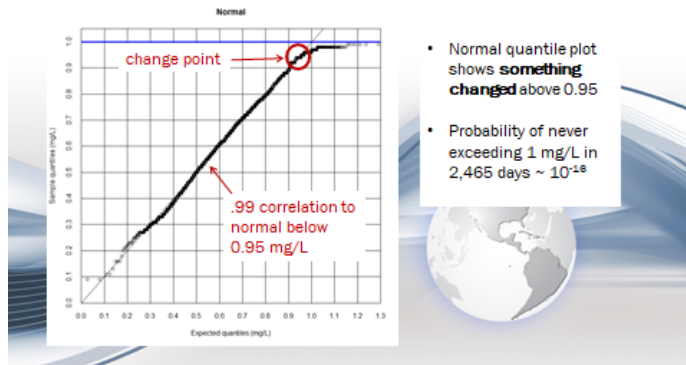 Normal
change point
.99 correlation to
normal below
0.95 mg/L
Sample quantiles (mg/L)
0.0 0.1 0.2 0.3 0.4 0.5 0.6 0.7 0.8 0.9 1.0
0.0 0.1 0.2 0.3 0.4 0.5 0.6 0.7 0.8 0.9 1.0 1.1 1.2 1.3
Expected quantiles (mg/L)
• Normal quantile plot
shows something
changed above 0.95
• Probability of never
exceeding 1 mg/L in
2,465 days ~ 10⁻¹⁶